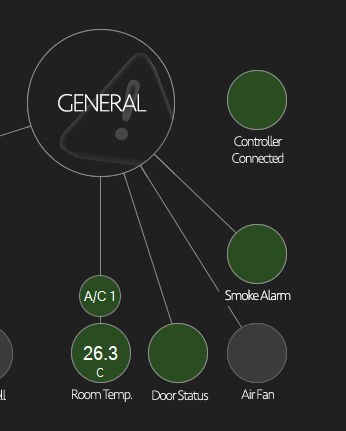 GENERAL
Controller
Connected
Smoke Alarm
A/C 1
26.3
C
Room Temp.
Door Status
Air Fan